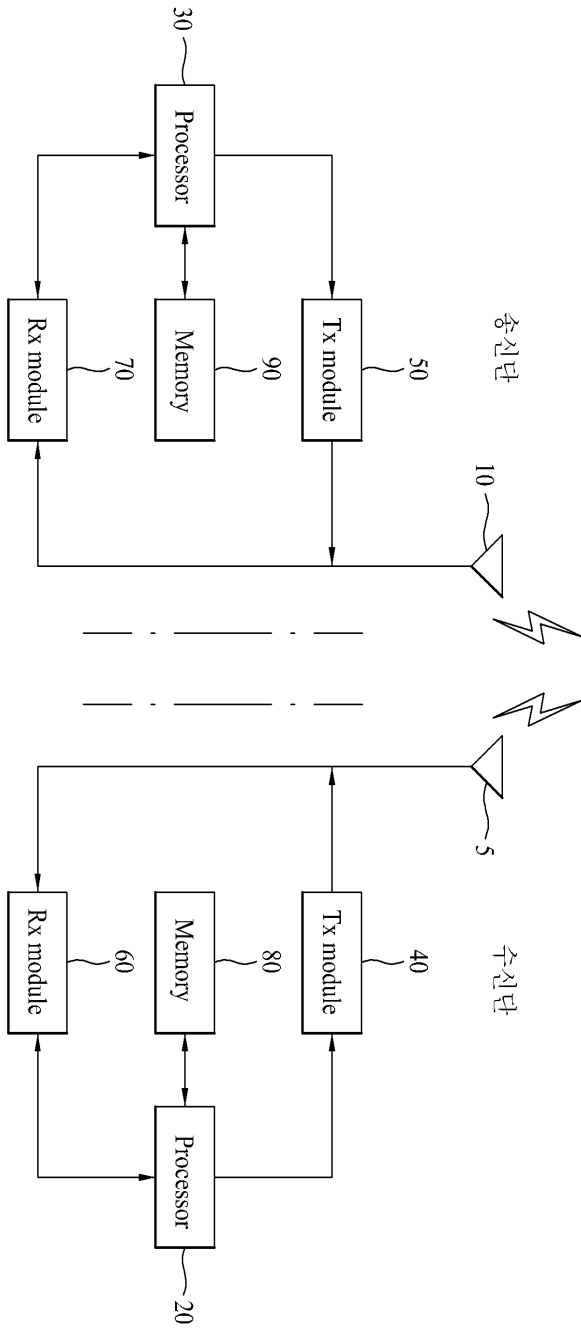 송신단
수신단
10
5
50
Tx module
40
Tx module
30
Processor
90
Memory
80
Memory
Processor
20
70
Rx module
60
Rx module